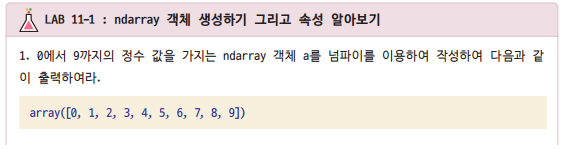 LAB 11-1 : ndarray 객체 생성하기 그리고 속성 알아보기
1. 0에서 9까지의 정수 값을 가지는 ndarray 객체 a를 넘파이를 이용하여 작성하여 다음과 같
이 출력하여라.
array([0, 1, 2, 3, 4, 5, 6, 7, 8, 9])